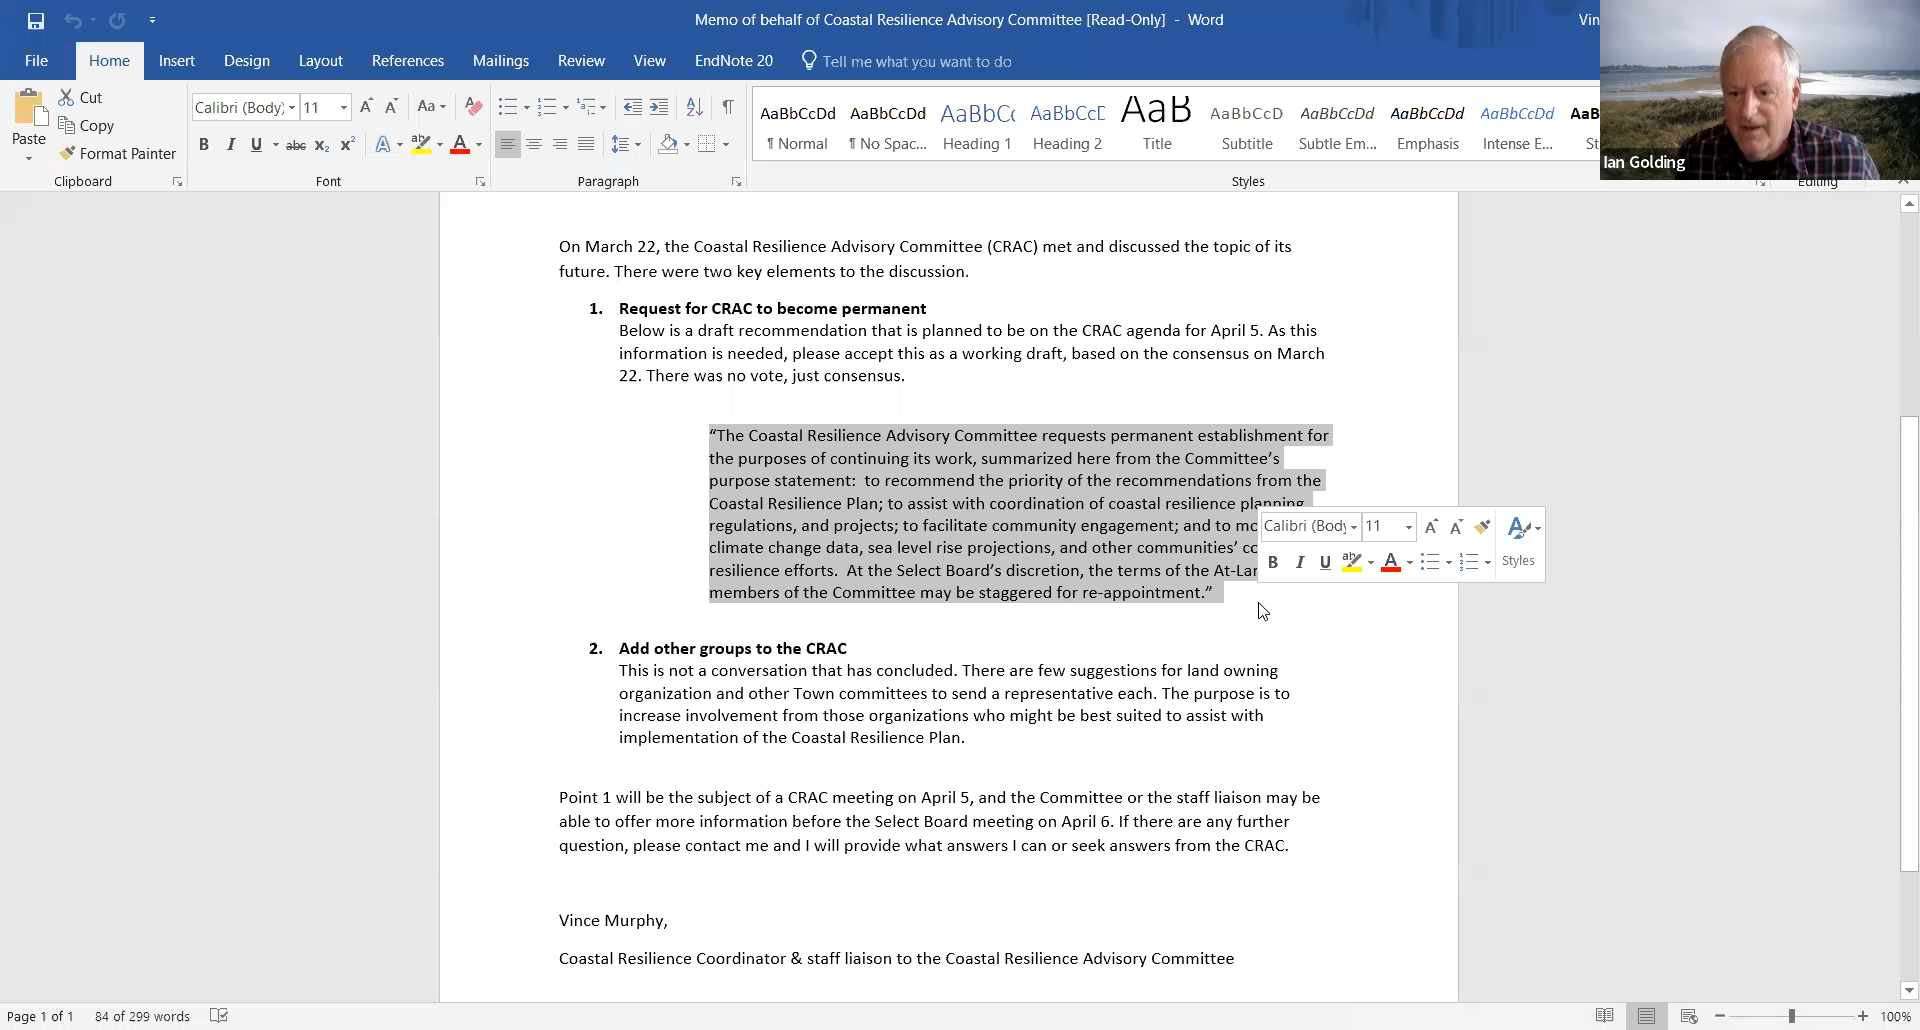 Memo of behalf of Coastal Resilience Advisory Committee [Read-Only] - Word
Vin
File Home Insert Design Layout References Mailings Review View EndNote 20 Tell me what you want to do
Paste
Cut
Copy
Format Painter
Clipboard
Calibri (Body) 11
Aa
B I U abc x₂ x² A ab A
Font
Paragraph
AaBbCcDd AaBbCcDd AaBbCc AaBbCcC AaB AaBbCcD AaBbCcDd AaBbCcDd AaBbCcDd AaBb
¶ Normal ¶ No Spac... Heading 1 Heading 2 Title Subtitle Subtle Em... Emphasis Intense E... St
Styles
Editing
Ian Golding
On March 22, the Coastal Resilience Advisory Committee (CRAC) met and discussed the topic of its
future. There were two key elements to the discussion.
1. Request for CRAC to become permanent
Below is a draft recommendation that is planned to be on the CRAC agenda for April 5. As this
information is needed, please accept this as a working draft, based on the consensus on March
22. There was no vote, just consensus.
“The Coastal Resilience Advisory Committee requests permanent establishment for
the purposes of continuing its work, summarized here from the Committee’s
purpose statement:  to recommend the priority of the recommendations from the
Coastal Resilience Plan; to assist with coordination of coastal resilience planning
regulations, and projects; to facilitate community engagement; and to mo
climate change data, sea level rise projections, and other communities’ co
resilience efforts.  At the Select Board’s discretion, the terms of the At-Lar
members of the Committee may be staggered for re-appointment.”
Calibri (Body 11
B I U ab A Styles
2. Add other groups to the CRAC
This is not a conversation that has concluded. There are few suggestions for land owning
organization and other Town committees to send a representative each. The purpose is to
increase involvement from those organizations who might be best suited to assist with
implementation of the Coastal Resilience Plan.
Point 1 will be the subject of a CRAC meeting on April 5, and the Committee or the staff liaison may be
able to offer more information before the Select Board meeting on April 6. If there are any further
question, please contact me and I will provide what answers I can or seek answers from the CRAC.
Vince Murphy,
Coastal Resilience Coordinator & staff liaison to the Coastal Resilience Advisory Committee
Page 1 of 1 84 of 299 words
100%